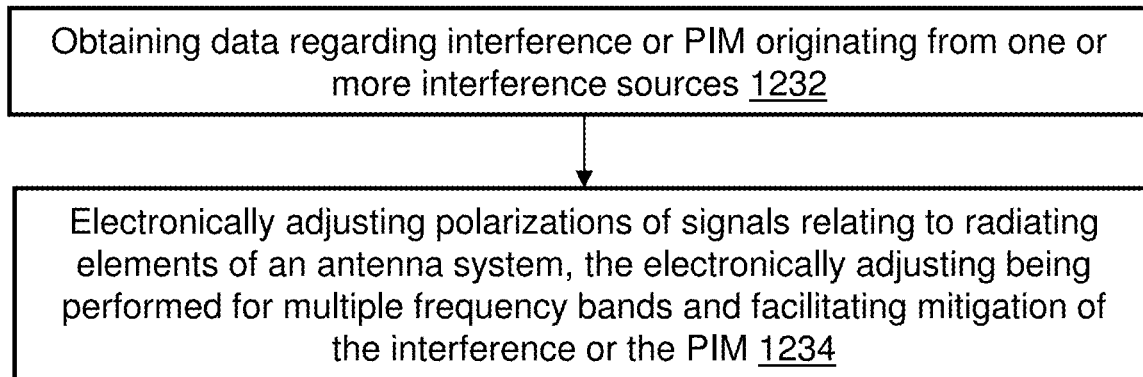 Obtaining data regarding interference or PIM originating from one or
more interference sources 1232
Electronically adjusting polarizations of signals relating to radiating
elements of an antenna system, the electronically adjusting being
performed for multiple frequency bands and facilitating mitigation of
the interference or the PIM 1234